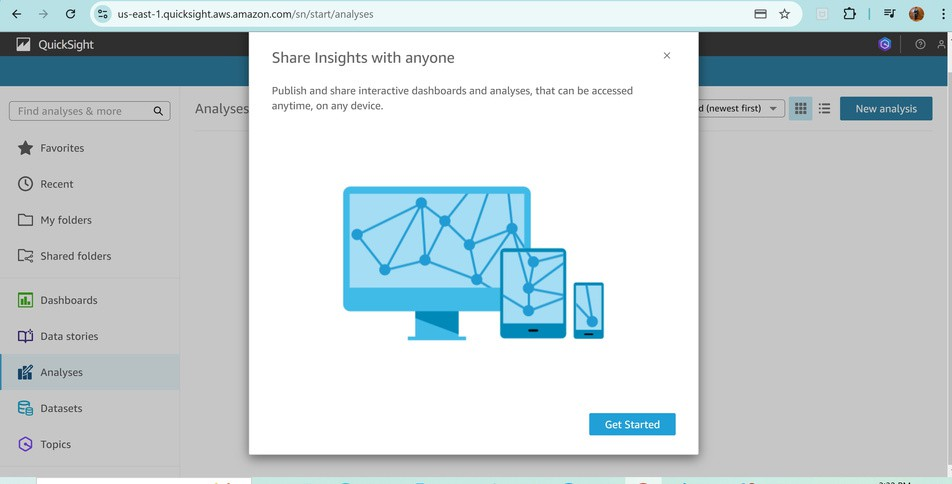 us-east-1.quicksight.aws.amazon.com/sn/start/analyses
QuickSight
Share Insights with anyone
Publish and share interactive dashboards and analyses, that can be accessed
anytime, on any device.
Find analyses & more
Analyses
(newest first)
New analysis
Favorites
Recent
My folders
Shared folders
Dashboards
Data stories
Analyses
Datasets
Topics
Get Started